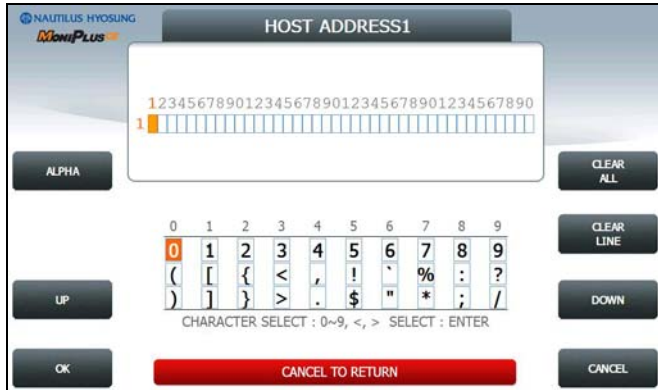 NAUTILUS HYOSUNG
MoniPlus
HOST ADDRESS1
1234567890123456789012345678901234567890
1
ALPHA
CLEAR
ALL
0 1 2 3 4 5 6 7 8 9
0 1 2 3 4 5 6 7 8 9
CLEAR
LINE
( [ { < , ! ` % : ?
) ] } > . $ " * ; /
UP
DOWN
CHARACTER SELECT : 0~9, <, > SELECT : ENTER
OK
CANCEL TO RETURN
CANCEL